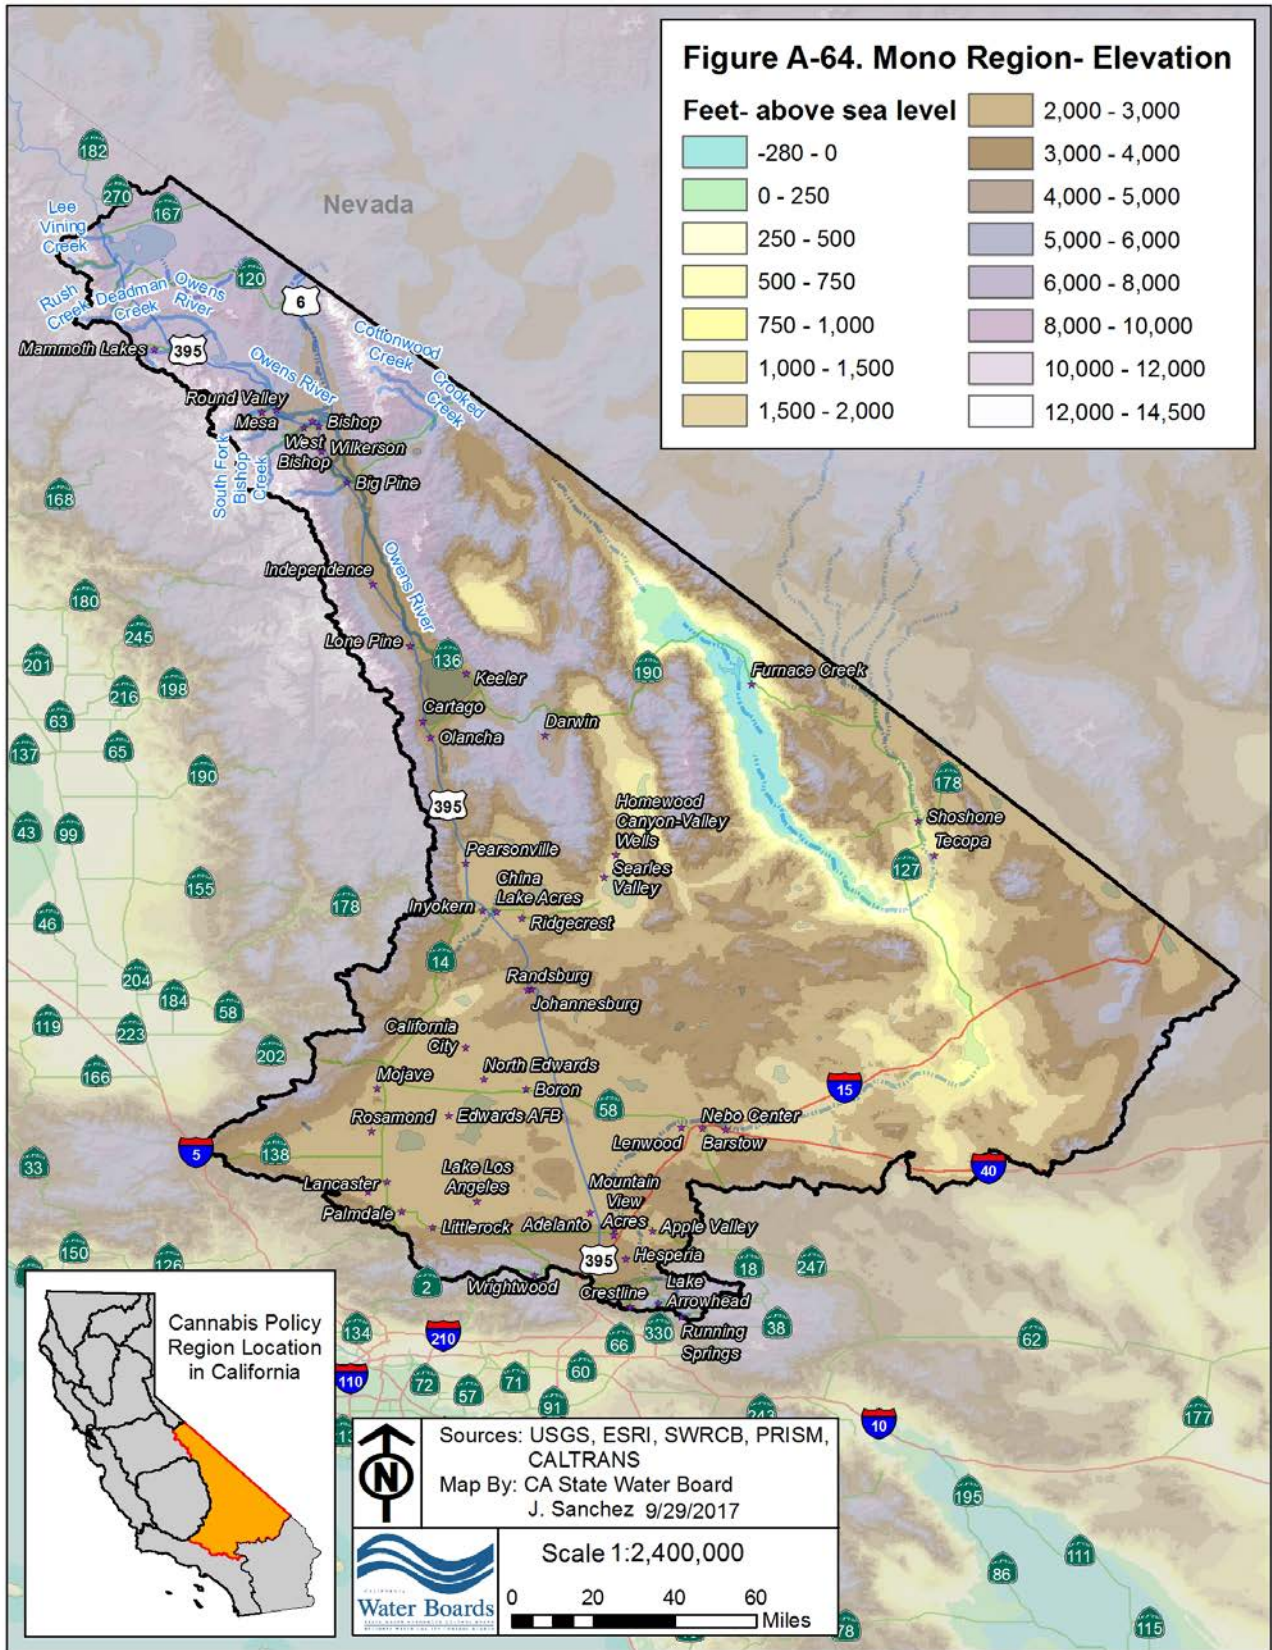 Figure A-64. Mono Region- Elevation
Feet- above sea level
-280 - 0
0 - 250
250 - 500
500 - 750
750 - 1,000
1,000 - 1,500
1,500 - 2,000
2,000 - 3,000
3,000 - 4,000
4,000 - 5,000
5,000 - 6,000
6,000 - 8,000
8,000 - 10,000
10,000 - 12,000
12,000 - 14,500
Nevada
182
270
167
Lee
Vining
Creek
120
6
Rush
Creek
Deadman
Creek
Owens
River
Mammoth Lakes
395
Cottonwood
Creek
Crooked
Creek
Owens River
Round Valley
Mesa
Bishop
West
Bishop
Wilkerson
South Fork
Bishop
Creek
Big Pine
168
Independence
Owens River
180
245
Lone Pine
136
Keeler
201
216
198
190
Furnace Creek
63
Cartago
Olancha
Darwin
137
65
190
178
395
Homewood
Canyon-Valley
Wells
43
99
Shoshone
Tecopa
Pearsonville
127
155
China
Lake Acres
Searles
Valley
178
Inyokern
Ridgecrest
46
14
204
184
58
Randsburg
Johannesburg
119
223
202
California
City
166
Mojave
North Edwards
Boron
15
Rosamond
Edwards AFB
58
Nebo Center
Lenwood
Barstow
5
138
33
40
Lancaster
Lake Los
Angeles
Mountain
View
Acres
Palmdale
Littlerock
Adelanto
Apple Valley
150
126
395
Hesperia
18
247
2
Wrightwood
Crestline
Lake
Arrowhead
134
210
66
330
Running
Springs
38
62
110
72
57
71
60
91
243
10
177
195
111
86
115
78
Cannabis Policy
Region Location
in California
N
Sources: USGS, ESRI, SWRCB, PRISM,
CALTRANS
Map By: CA State Water Board
J. Sanchez 9/29/2017
CALIFORNIA
Water Boards
STATE WATER RESOURCES CONTROL BOARD
REGIONAL WATER QUALITY CONTROL BOARDS
Scale 1:2,400,000
0 20 40 60
Miles